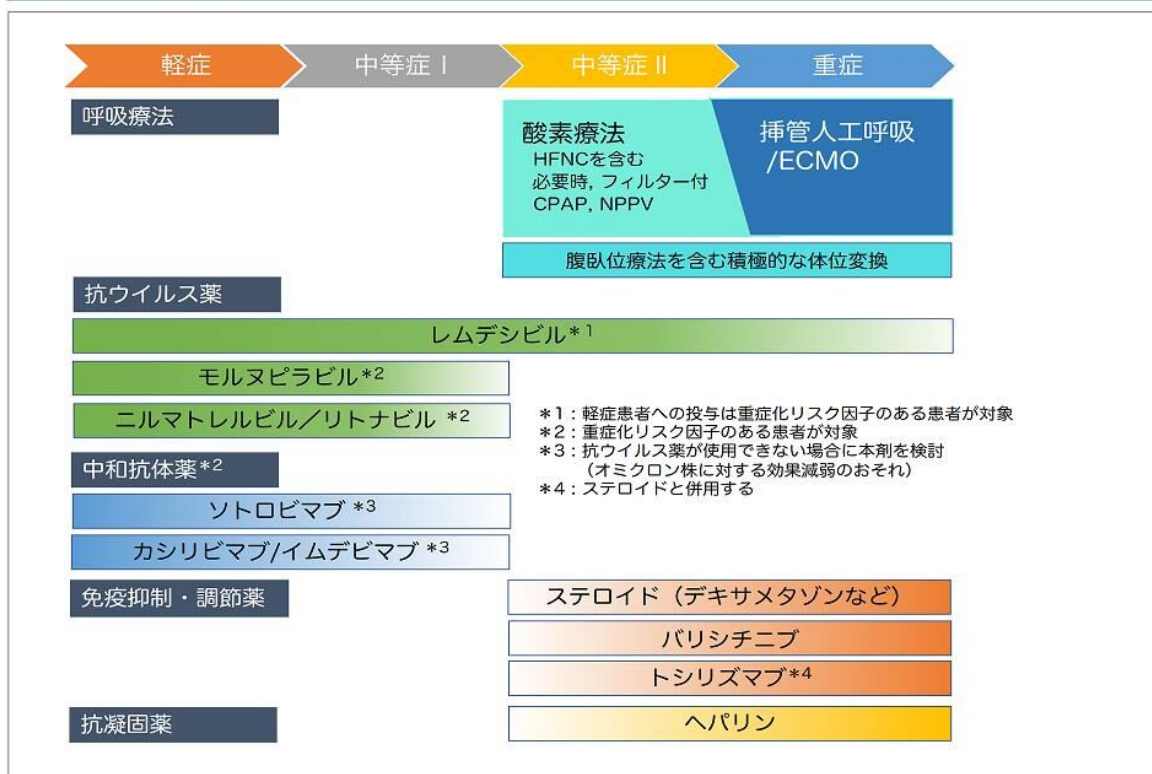 軽症
中等症 I
中等症 II
重症
呼吸療法
酸素療法
HFNCを含む
必要時, フィルター付
CPAP, NPPV
挿管人工呼吸
/ECMO
腹臥位療法を含む積極的な体位変換
抗ウイルス薬
レムデシビル*1
モルヌピラビル*2
ニルマトレルビル／リトナビル *2
*1：軽症患者への投与は重症化リスク因子のある患者が対象
*2：重症化リスク因子のある患者が対象
*3：抗ウイルス薬が使用できない場合に本剤を検討
（オミクロン株に対する効果減弱のおそれ）
*4：ステロイドと併用する
中和抗体薬*2
ソトロビマブ *3
カシリビマブ/イムデビマブ *3
免疫抑制・調節薬
ステロイド（デキサメタゾンなど）
バリシチニブ
トシリズマブ*4
抗凝固薬
ヘパリン